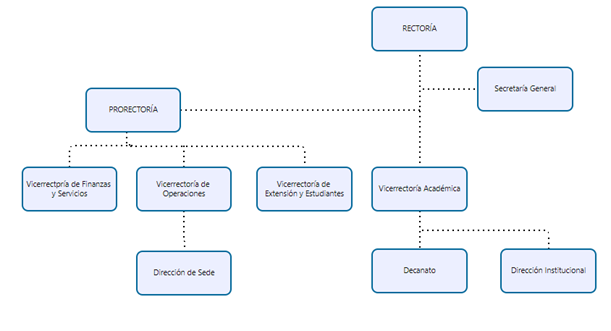 RECTORÍA
Secretaría General
PRORECTORÍA
Vicerrectpría de Finanzas
y Servicios
Vicerrectoría de
Operaciones
Vicerrectoría de
Extensión y Estudiantes
Vicerrectoría Académica
Dirección de Sede
Decanato
Dirección Institucional